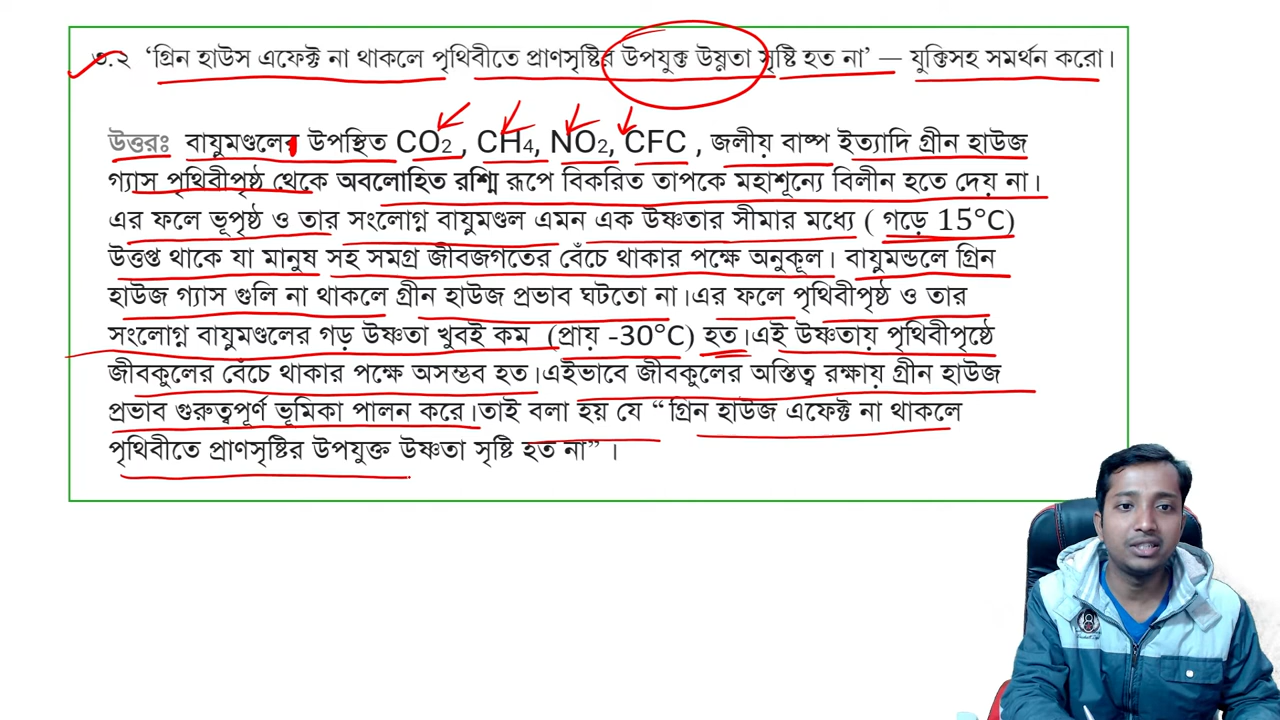 ৩.২ ‘গ্রিন হাউস এফেক্ট না থাকলে পৃথিবীতে প্রাণসৃষ্টির উপযুক্ত উষ্ণতা সৃষ্টি হত না’ — যুক্তিসহ সমর্থন করো।
উত্তরঃ বায়ুমণ্ডলের উপস্থিত CO₂ , CH₄, NO₂, CFC , জলীয় বাষ্প ইত্যাদি গ্রীন হাউজ
গ্যাস পৃথিবীপৃষ্ঠ থেকে অবলোহিত রশ্মি রূপে বিকরিত তাপকে মহাশূন্যে বিলীন হতে দেয় না।
এর ফলে ভূপৃষ্ঠ ও তার সংলোগ্ন বায়ুমণ্ডল এমন এক উষ্ণতার সীমার মধ্যে ( গড়ে 15°C)
উত্তপ্ত থাকে যা মানুষ সহ সমগ্র জীবজগতের বেঁচে থাকার পক্ষে অনুকূল। বায়ুমন্ডলে গ্রিন
হাউজ গ্যাস গুলি না থাকলে গ্রীন হাউজ প্রভাব ঘটতো না।এর ফলে পৃথিবীপৃষ্ঠ ও তার
সংলোগ্ন বায়ুমণ্ডলের গড় উষ্ণতা খুবই কম (প্রায় -30°C) হত।এই উষ্ণতায় পৃথিবীপৃষ্ঠে
জীবকুলের বেঁচে থাকার পক্ষে অসম্ভব হত।এইভাবে জীবকুলের অস্তিত্ব রক্ষায় গ্রীন হাউজ
প্রভাব গুরুত্বপূর্ণ ভূমিকা পালন করে।তাই বলা হয় যে “ গ্রিন হাউজ এফেক্ট না থাকলে
পৃথিবীতে প্রাণসৃষ্টির উপযুক্ত উষ্ণতা সৃষ্টি হত না” ।